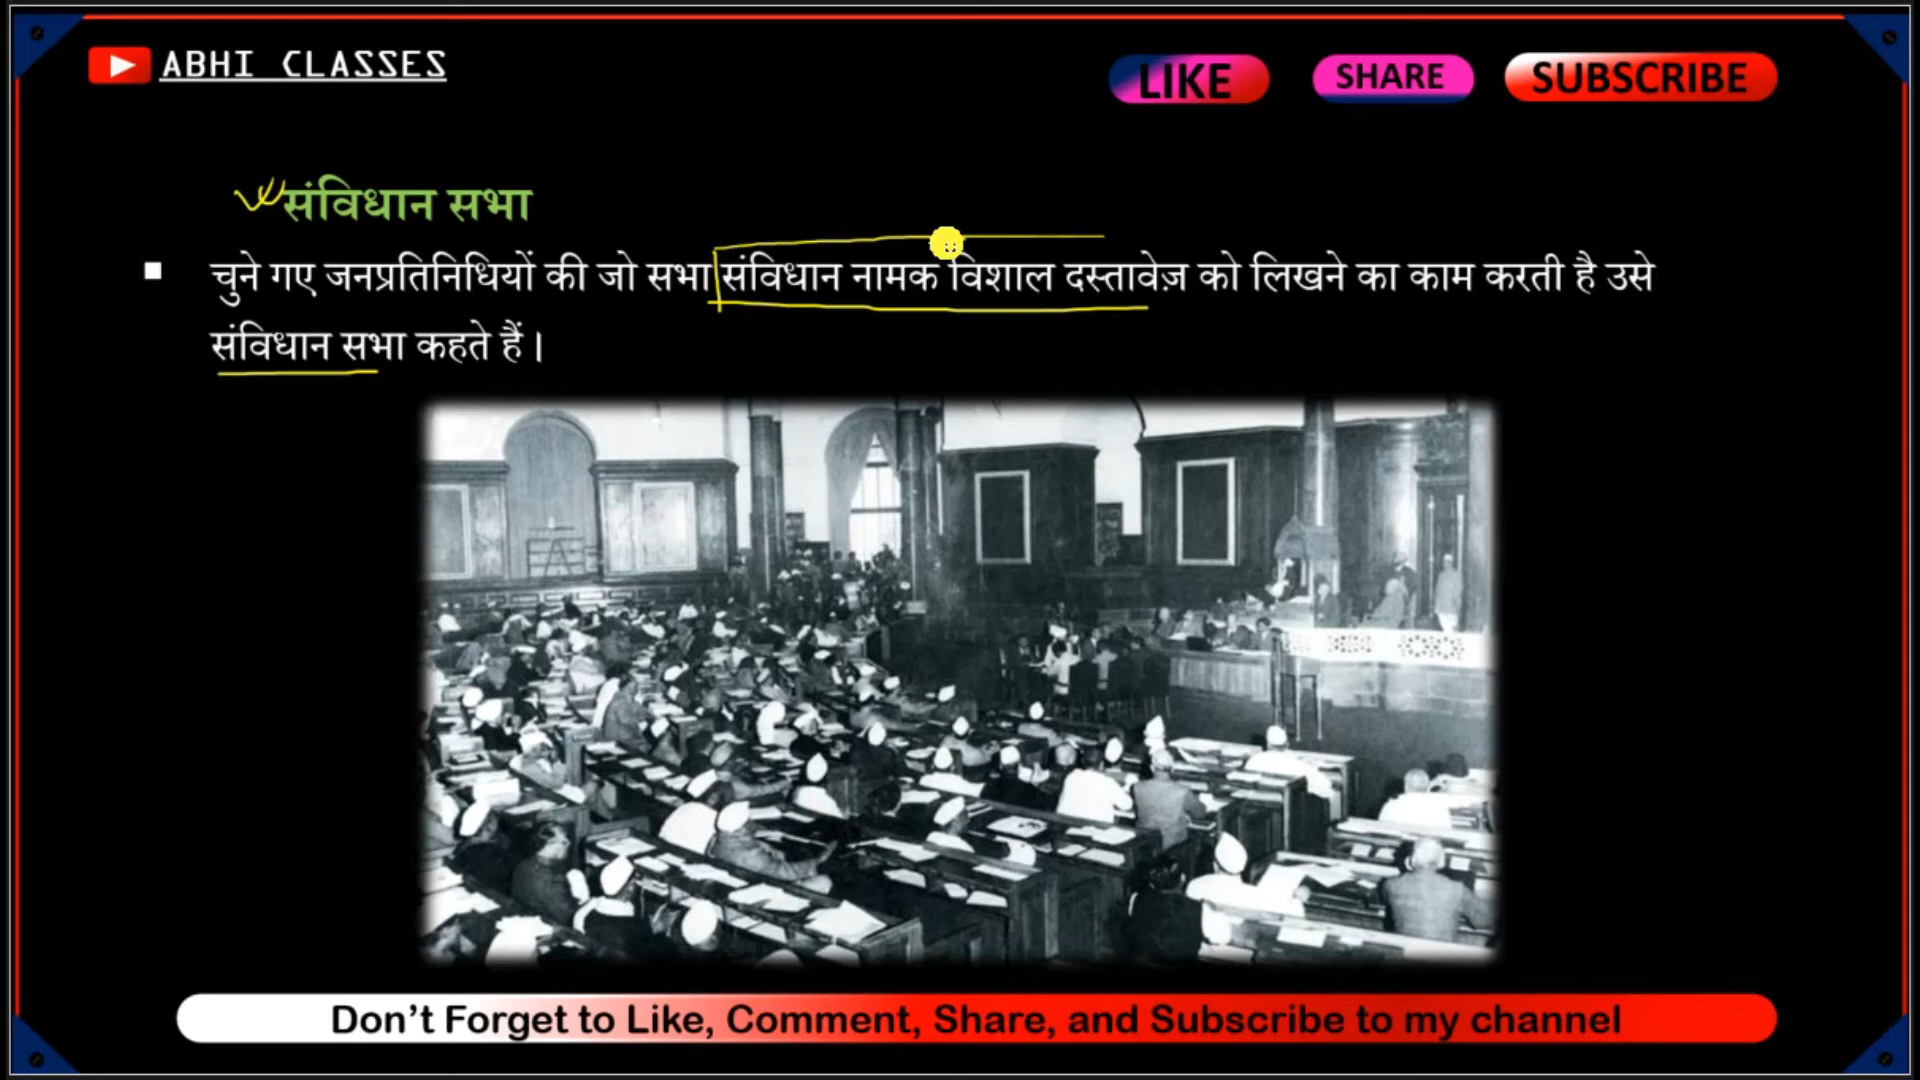 ABHI CLASSES
LIKE
SHARE
SUBSCRIBE
संविधान सभा
चुने गए जनप्रतिनिधियों की जो सभा संविधान नामक विशाल दस्तावेज़ को लिखने का काम करती है उसे
संविधान सभा कहते हैं।
Don’t Forget to Like, Comment, Share, and Subscribe to my channel